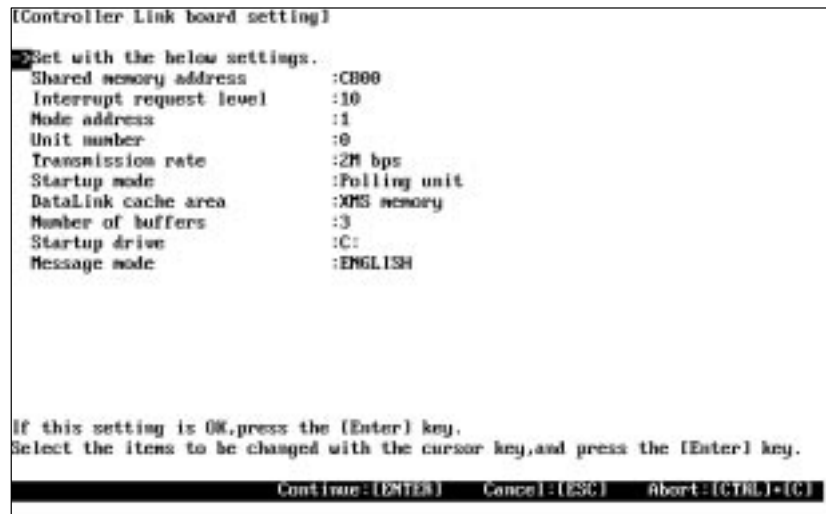 [Controller Link board setting]
=>Set with the below settings.
Shared memory address :C800
Interrupt request level :10
Node address :1
Unit number :0
Transmission rate :2M bps
Startup mode :Polling unit
DataLink cache area :XMS memory
Number of buffers :3
Startup drive :C:
Message mode :ENGLISH
If this setting is OK,press the [Enter] key.
Select the items to be changed with the cursor key,and press the [Enter] key.
Continue:[ENTER] Cancel:[ESC] Abort:[CTRL]+[C]